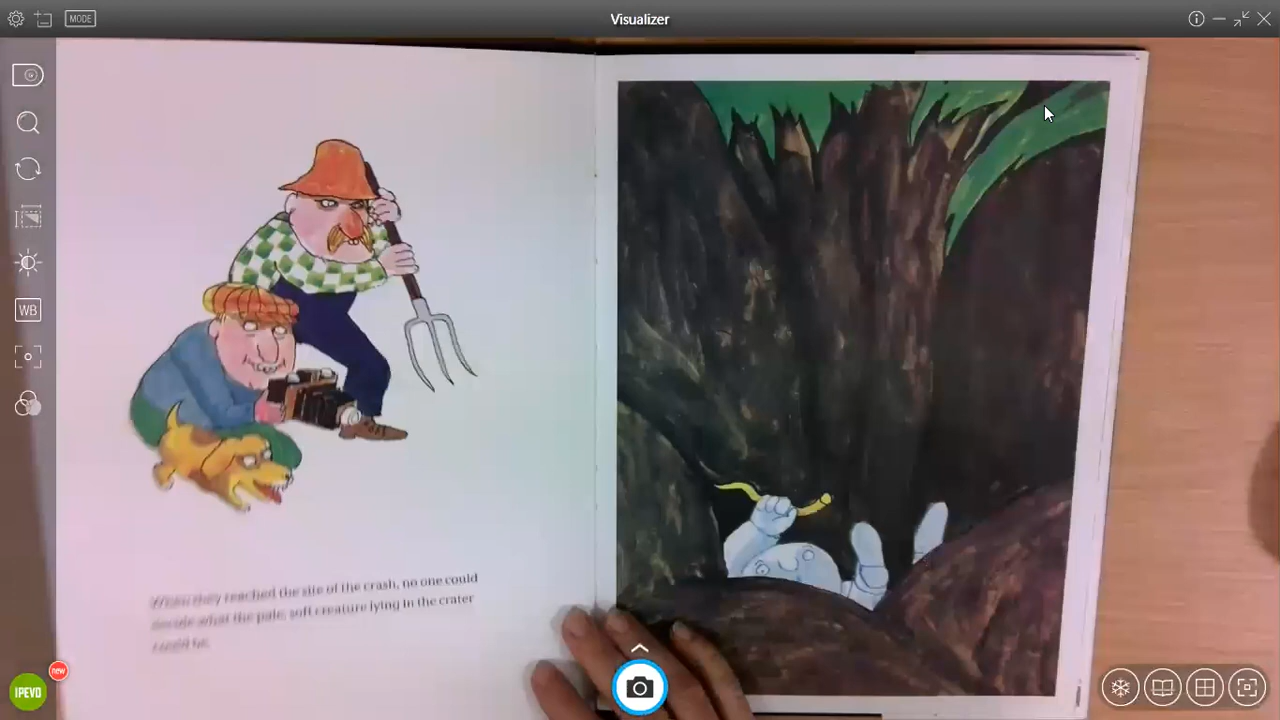 Visualizer
MODE
WB
When they reached the site of the crash, no one could
decide what the pale, soft creature lying in the crater
could be.
new
IPEVO